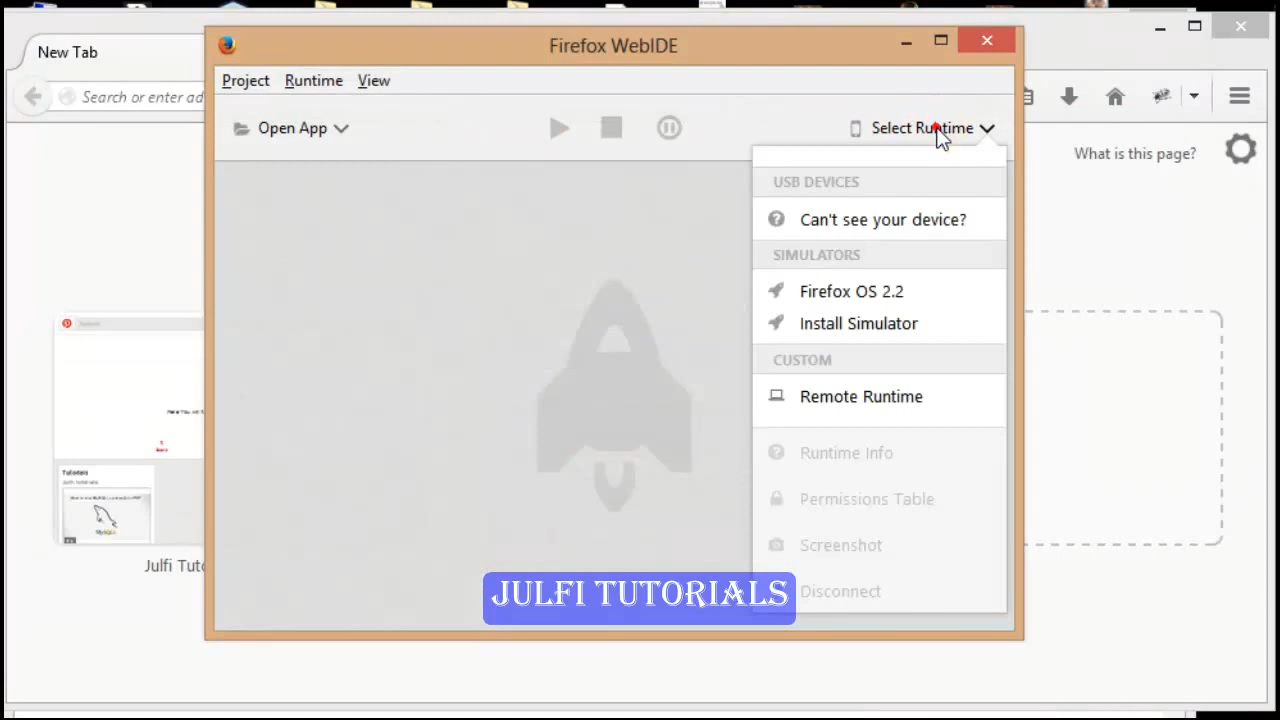 New Tab
Firefox WebIDE
Search or enter ad
Project Runtime View
Open App
Select Runtime
What is this page?
USB DEVICES
Can't see your device?
SIMULATORS
Firefox OS 2.2
Install Simulator
CUSTOM
Remote Runtime
Runtime Info
Permissions Table
Screenshot
Disconnect
Tutorials
Julfi Tuto
JULFI TUTORIALS